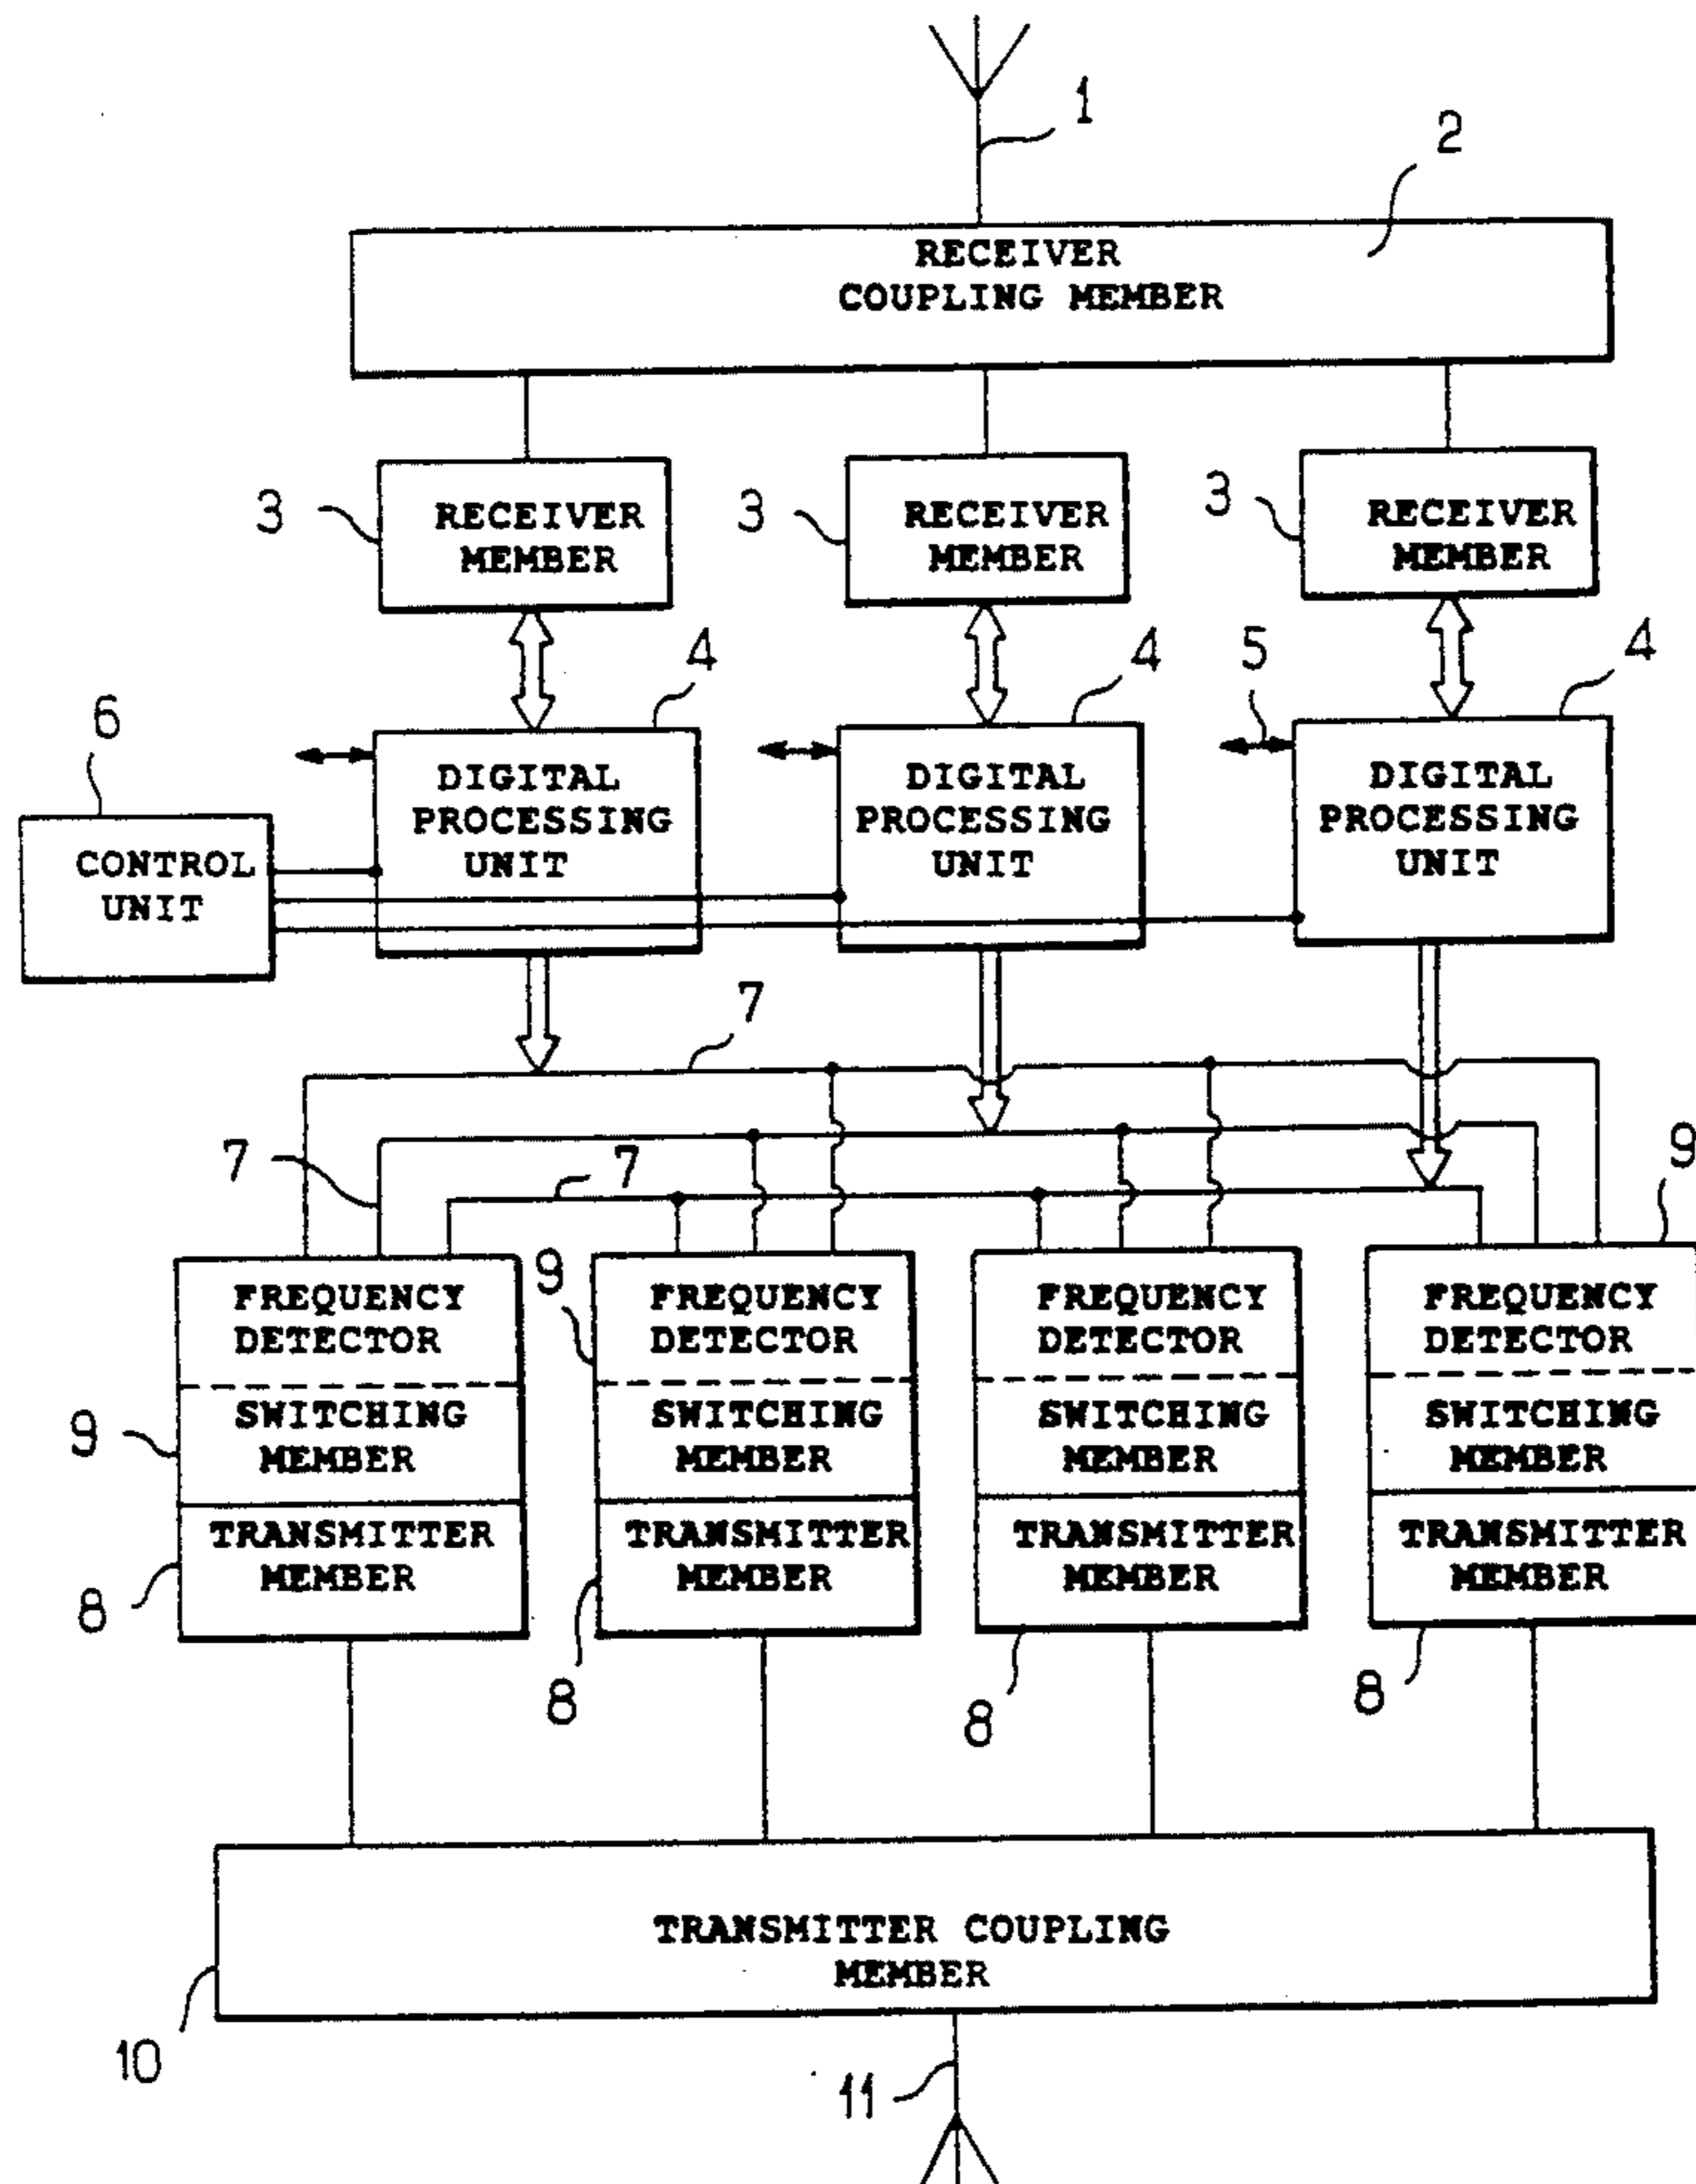 1
2
RECEIVER
COUPLING MEMBER
3
RECEIVER
MEMBER
3
RECEIVER
MEMBER
3
RECEIVER
MEMBER
4
4
5
4
6
CONTROL
UNIT
DIGITAL
PROCESSING
UNIT
DIGITAL
PROCESSING
UNIT
DIGITAL
PROCESSING
UNIT
7
7
7
9
9
FREQUENCY
DETECTOR
SWITCHING
MEMBER
TRANSMITTER
MEMBER
FREQUENCY
DETECTOR
SWITCHING
MEMBER
TRANSMITTER
MEMBER
FREQUENCY
DETECTOR
SWITCHING
MEMBER
TRANSMITTER
MEMBER
FREQUENCY
DETECTOR
SWITCHING
MEMBER
TRANSMITTER
MEMBER
9
8
8
8
8
TRANSMITTER COUPLING
MEMBER
10
11